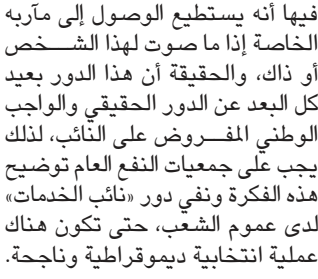 فيها أنه يستطيع الوصول إلى مآربه
الخاصة إذا ما صوت لهذا الشخص
أو ذاك، والحقيقة أن هذا الدور بعيد
كل البعد عن الدور الحقيقي والواجب
الوطني المفروض على النائب، لذلك
يجب على جمعيات النفع العام توضيح
هذه الفكرة ونفي دور «نائب الخدمات»
لدى عموم الشعب، حتى تكون هناك
عملية انتخابية ديموقراطية وناجحة.